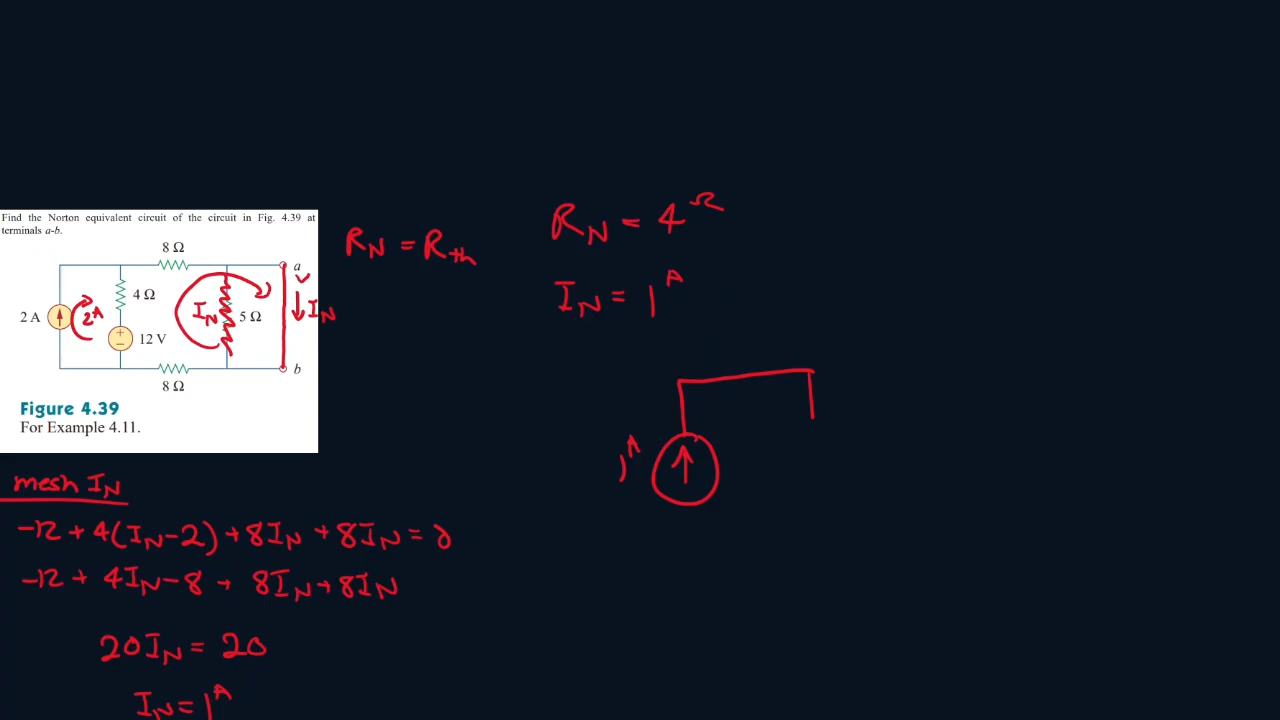 Find the Norton equivalent circuit of the circuit in Fig. 4.39 at
terminals a-b.
8 Ω
a
4 Ω
2 A
2A
IN
5 Ω
IN
12 V
b
8 Ω
Figure 4.39
For Example 4.11.
RN = Rth
RN = 4Ω
IN = 1A
1A
mesh IN
-12 + 4(IN-2) + 8IN + 8IN = 0
-12 + 4IN - 8 + 8IN + 8IN
20IN = 20
IN = 1A